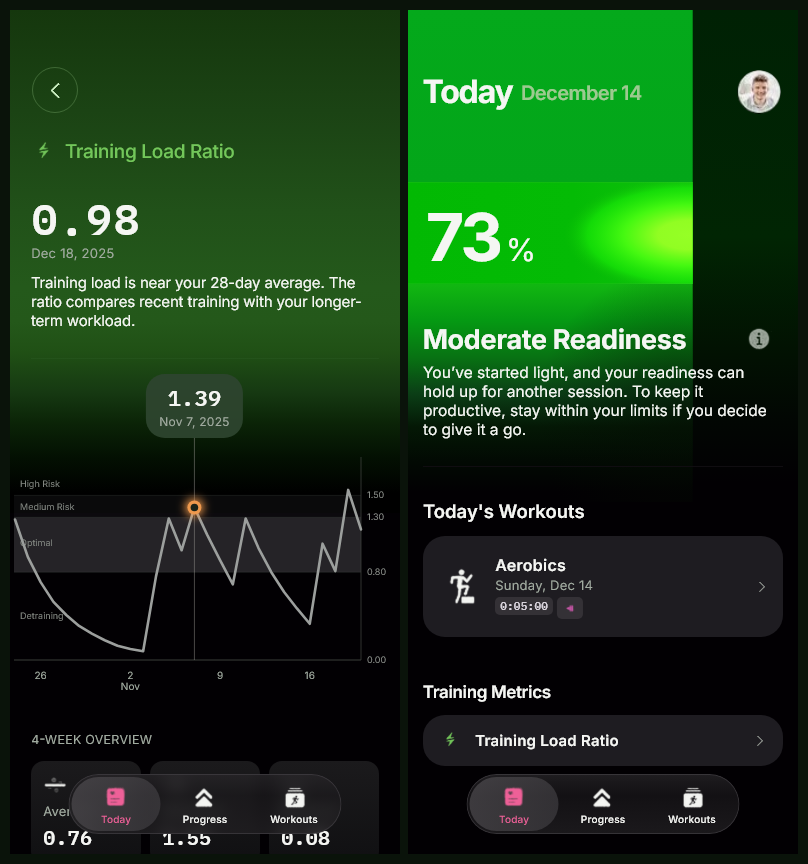 Training Load Ratio
0.98
Dec 18, 2025
Training load is near your 28-day average. The
ratio compares recent training with your longer-
term workload.
1.39
Nov 7, 2025
High Risk
Medium Risk
Optimal
Detraining
1.50
1.30
0.80
0.00
26
2
9
16
Nov
4-WEEK OVERVIEW
0.76
1.55
0.08
Today
Progress
Workouts
Today December 14
73 %
Moderate Readiness
You've started light, and your readiness can
hold up for another session. To keep it
productive, stay within your limits if you decide
to give it a go.
Today's Workouts
Aerobics
Sunday, Dec 14
0:05:00
Training Metrics
Training Load Ratio
Today
Progress
Workouts